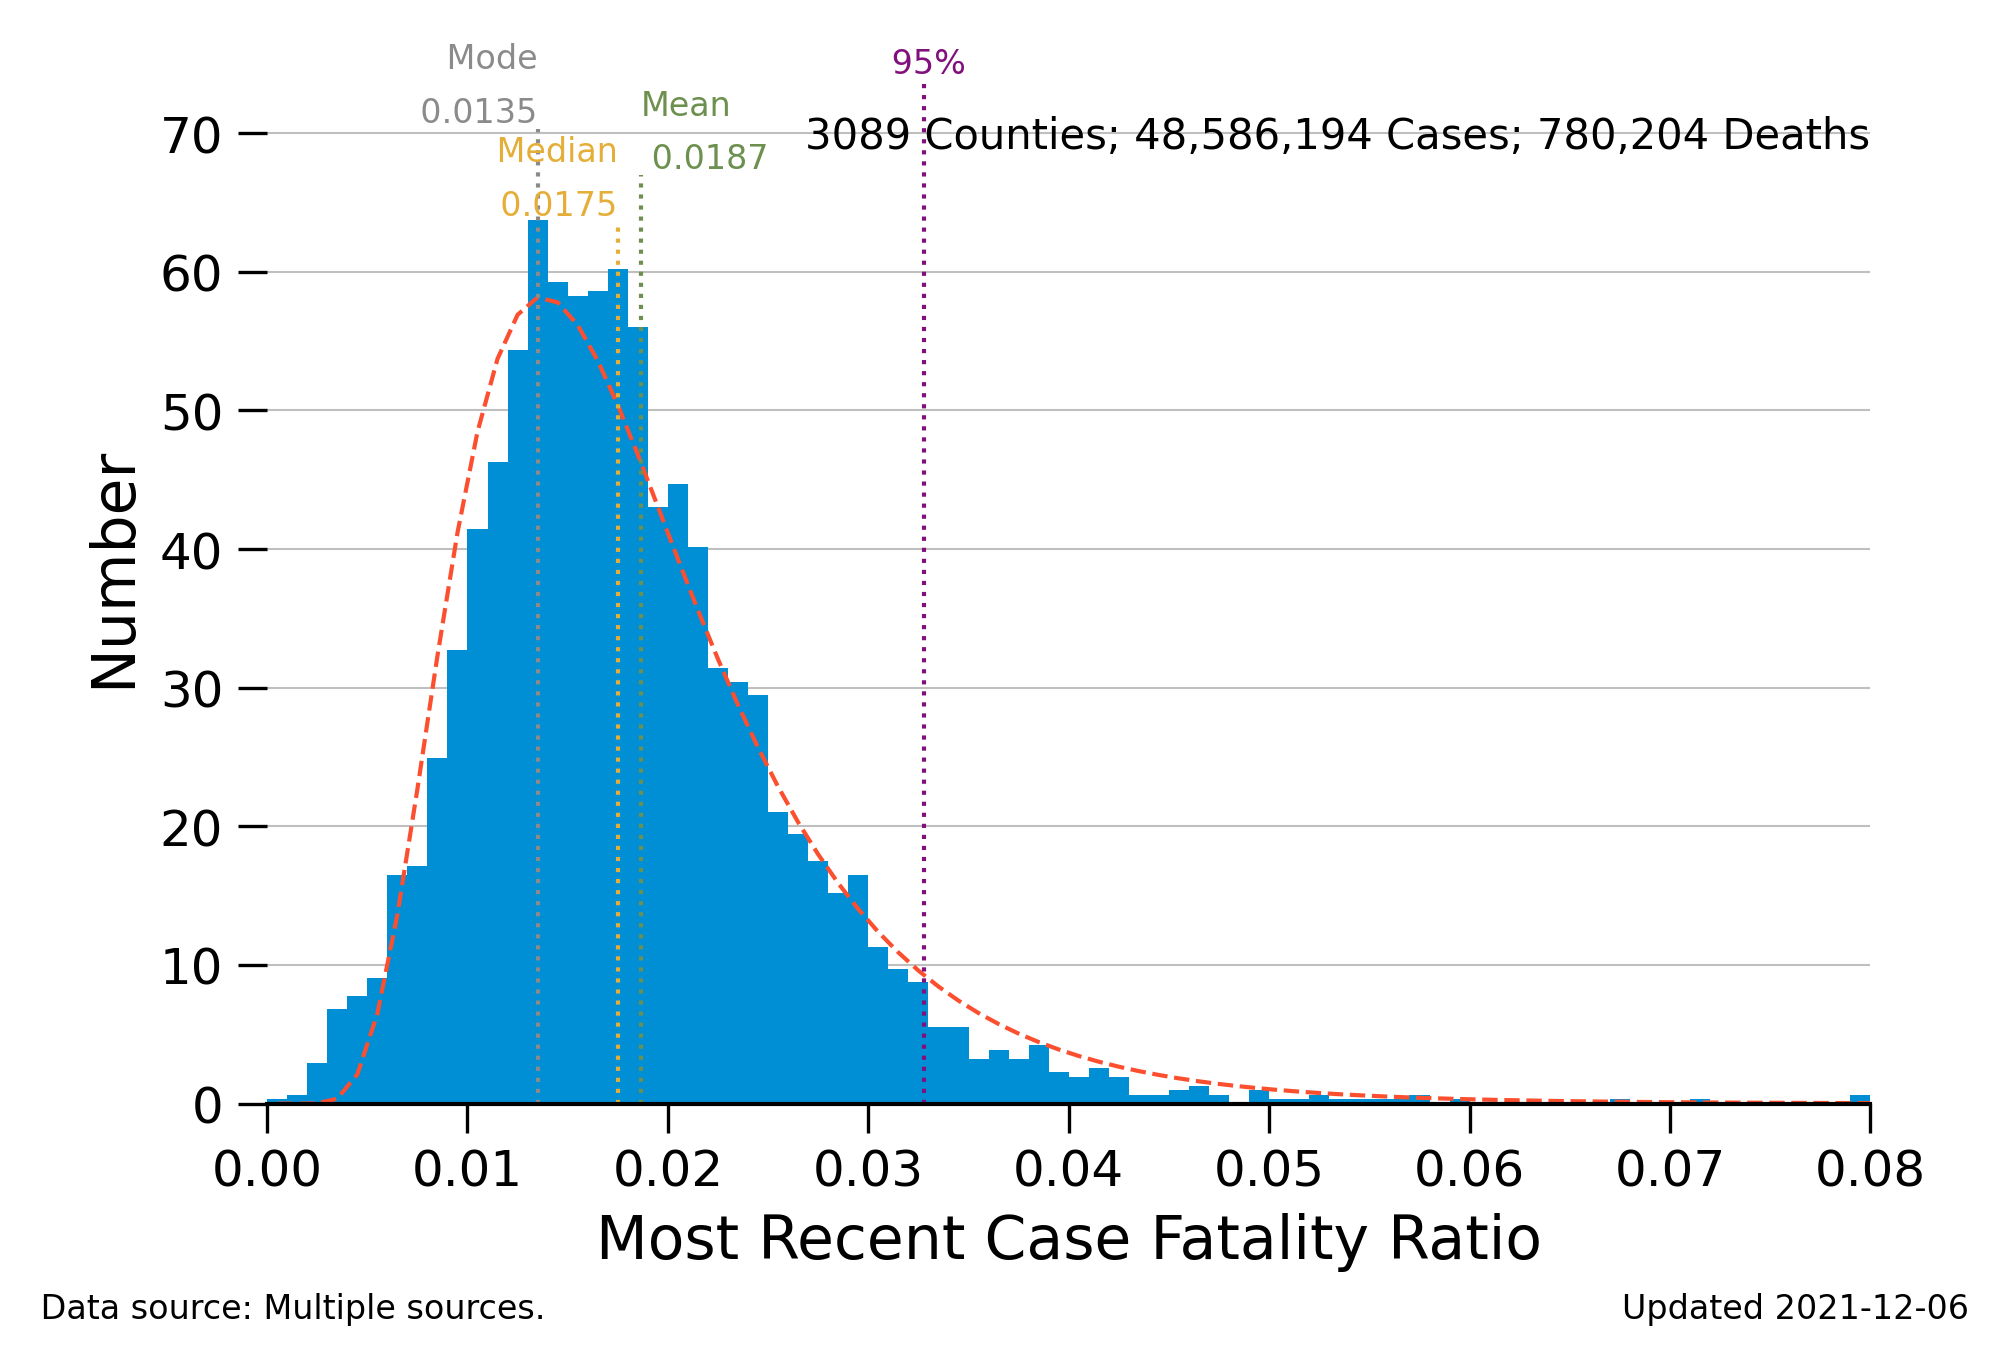 Mode
0.0135
95%
Mean
0.0187
Median
0.0175
3089 Counties; 48,586,194 Cases; 780,204 Deaths
70
60
50
40
30
20
10
0
Number
0.00 0.01 0.02 0.03 0.04 0.05 0.06 0.07 0.08
Most Recent Case Fatality Ratio
Data source: Multiple sources.
Updated 2021-12-06